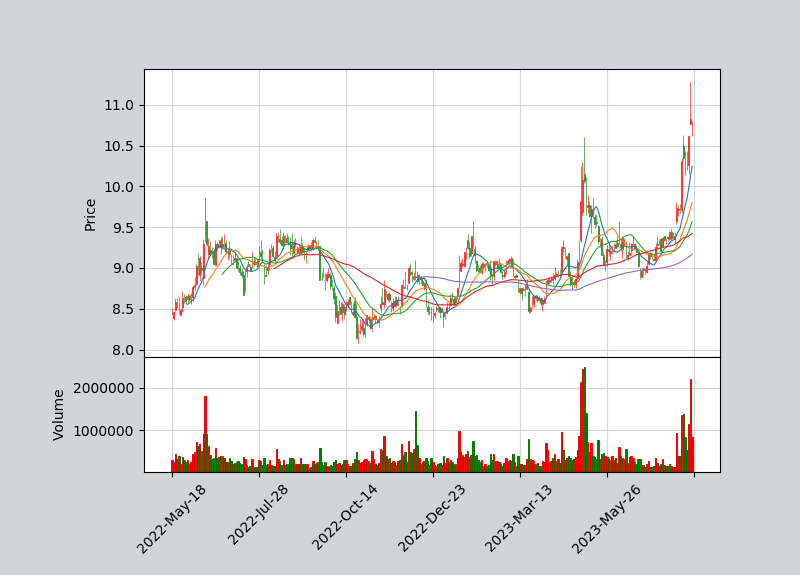 11.0
10.5
10.0
9.5
9.0
8.5
8.0
Price
2000000
1000000
Volume
2022-May-18
2022-Jul-28
2022-Oct-14
2022-Dec-23
2023-Mar-13
2023-May-26